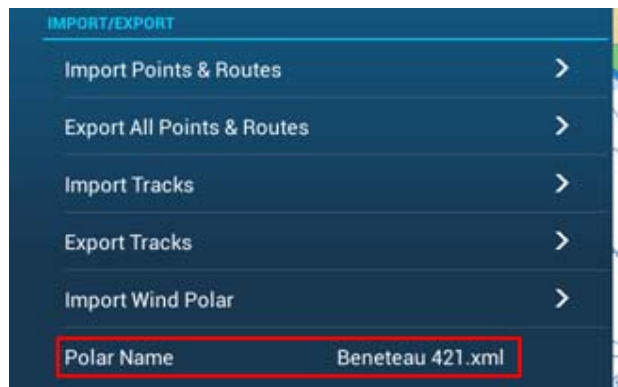 IMPORT/EXPORT
Import Points & Routes
Export All Points & Routes
Import Tracks
Export Tracks
Import Wind Polar
Polar Name Beneteau 421.xml